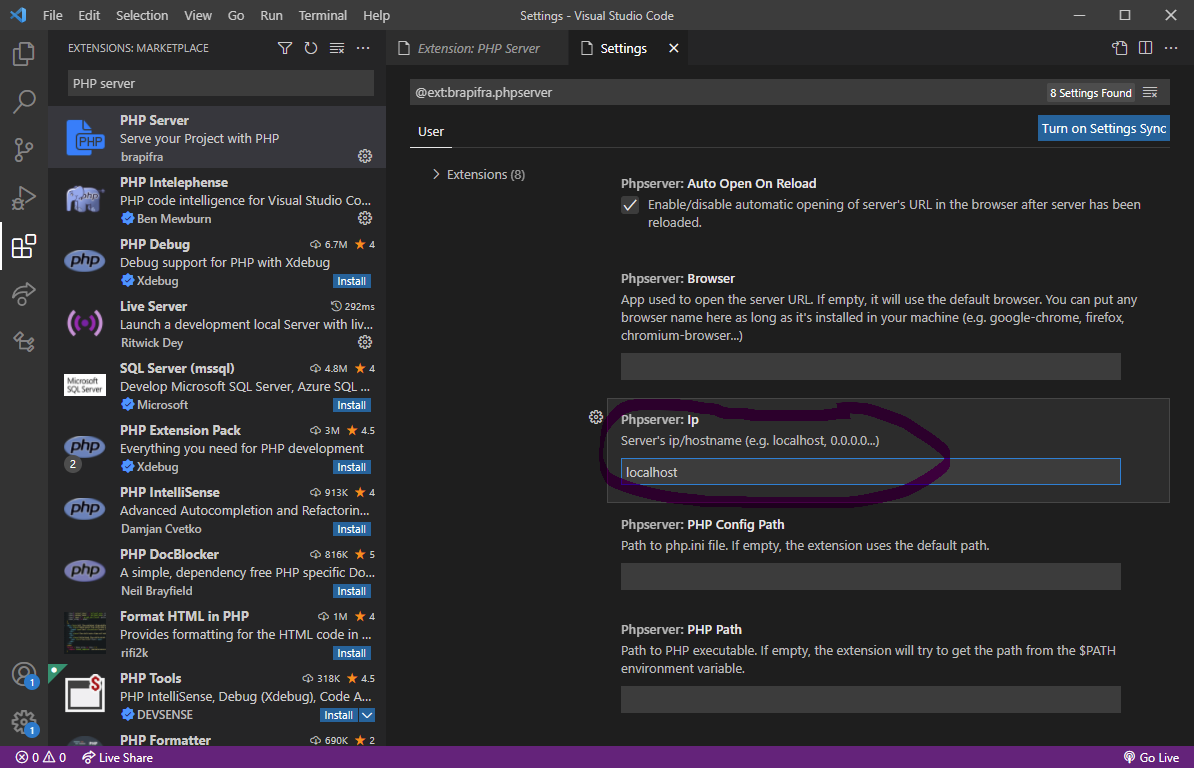 File Edit Selection View Go Run Terminal Help
Settings - Visual Studio Code
EXTENSIONS: MARKETPLACE
PHP server
PHP Server
Serve your Project with PHP
brapifra
PHP Intelephense
PHP code intelligence for Visual Studio Co...
Ben Mewburn
PHP Debug 6.7M 4
Debug support for PHP with Xdebug
Xdebug Install
Live Server 292ms
Launch a development local Server with liv...
Ritwick Dey
Microsoft
SQL Server
SQL Server (mssql) 4.8M 4
Develop Microsoft SQL Server, Azure SQL ...
Microsoft Install
PHP Extension Pack 3M 4.5
Everything you need for PHP development
2
Xdebug Install
PHP IntelliSense 913K 4
Advanced Autocompletion and Refactorin...
Damjan Cvetko Install
PHP DocBlocker 816K 5
A simple, dependency free PHP specific Do...
Neil Brayfield Install
Format HTML in PHP 1M 4
Provides formatting for the HTML code in ...
rifi2k Install
PHP Tools 318K 4.5
PHP IntelliSense, Debug (Xdebug), Code A...
DEVSENSE Install
PHP Formatter 690K 2
php
php
php
php
php
PHP
1
1
Extension: PHP Server
Settings
@ext:brapifra.phpserver
8 Settings Found
User
Turn on Settings Sync
Extensions (8)
Phpserver: Auto Open On Reload
Enable/disable automatic opening of server's URL in the browser after server has been
reloaded.
Phpserver: Browser
App used to open the server URL. If empty, it will use the default browser. You can put any
browser name here as long as it's installed in your machine (e.g. google-chrome, firefox,
chromium-browser...)
Phpserver: Ip
Server's ip/hostname (e.g. localhost, 0.0.0.0...)
localhost
Phpserver: PHP Config Path
Path to php.ini file. If empty, the extension uses the default path.
Phpserver: PHP Path
Path to PHP executable. If empty, the extension will try to get the path from the $PATH
environment variable.
0 0 Live Share
Go Live